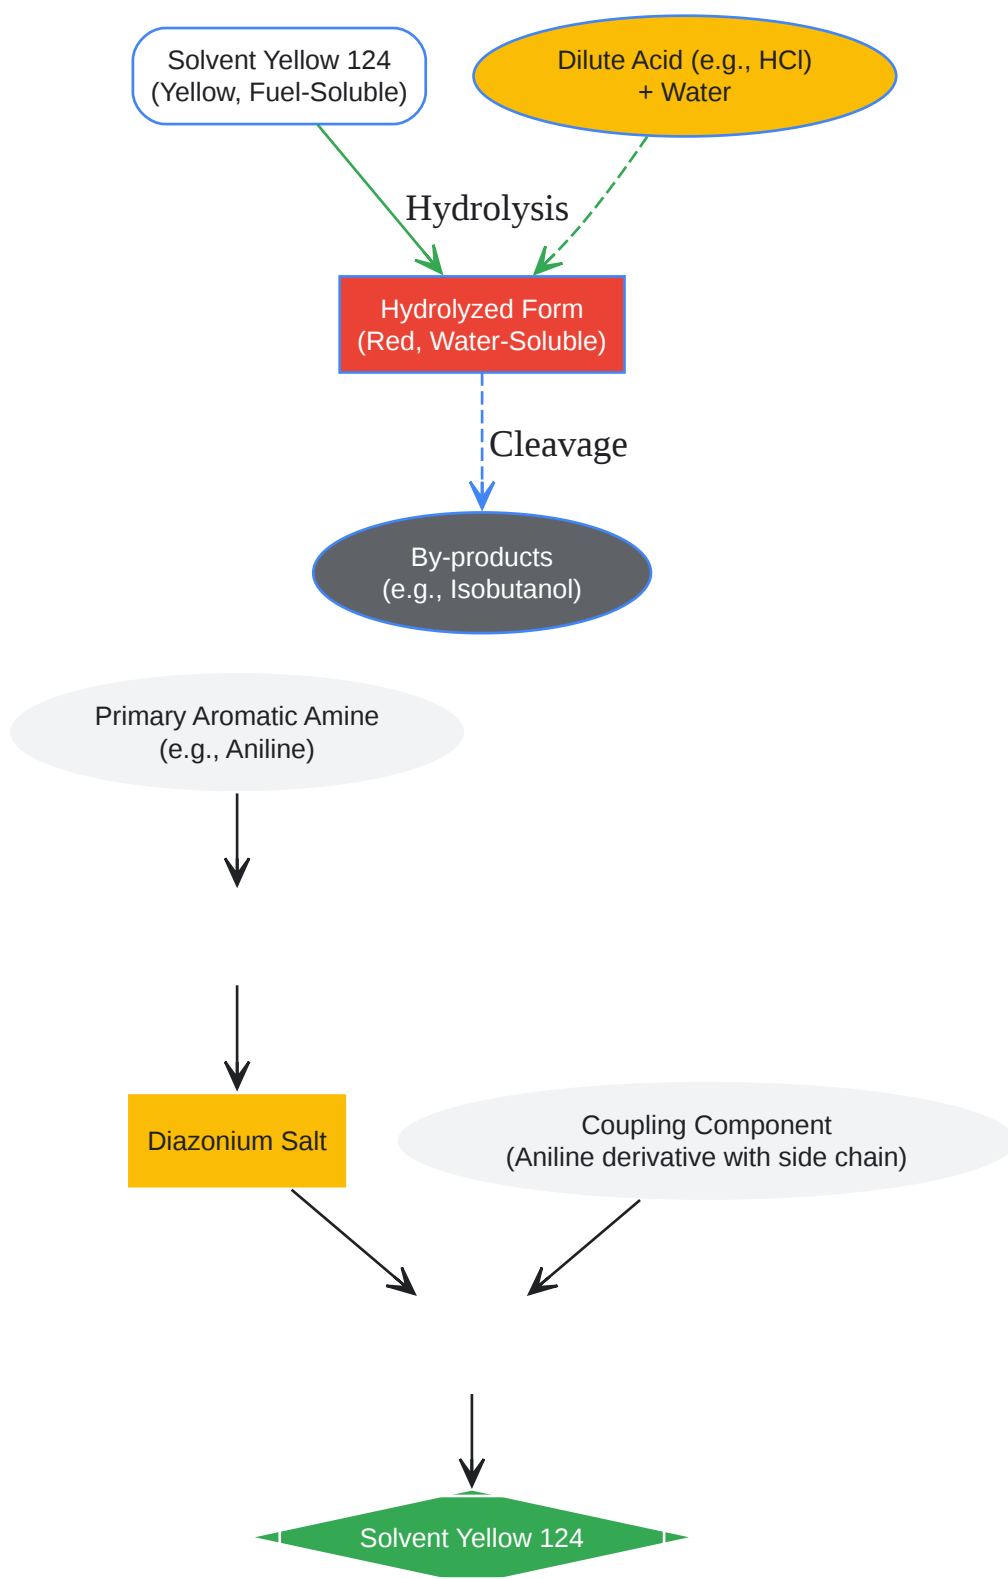 Solvent Yellow 124
(Yellow, Fuel-Soluble)
Dilute Acid (e.g., HCl)
+ Water
Hydrolysis
Hydrolyzed Form
(Red, Water-Soluble)
Cleavage
By-products
(e.g., Isobutanol)
Primary Aromatic Amine
(e.g., Aniline)
Diazonium Salt
Coupling Component
(Aniline derivative with side chain)
Solvent Yellow 124